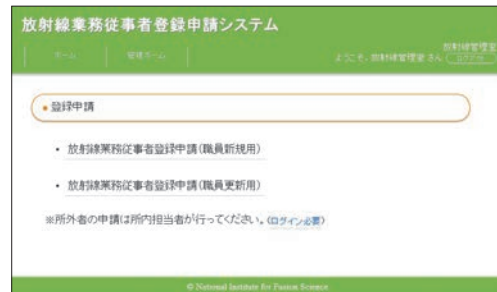 放射線業務従事者登録申請システム
放射線管理室
ホーム 管理ホーム ようこそ、放射線管理室 さん ログアウト
登録申請
・ 放射線業務従事者登録申請(職員新規用)
・ 放射線業務従事者登録申請(職員更新用)
※所外者の申請は所内担当者が行ってください。(ログイン必要)
© National Institute for Fusion Science